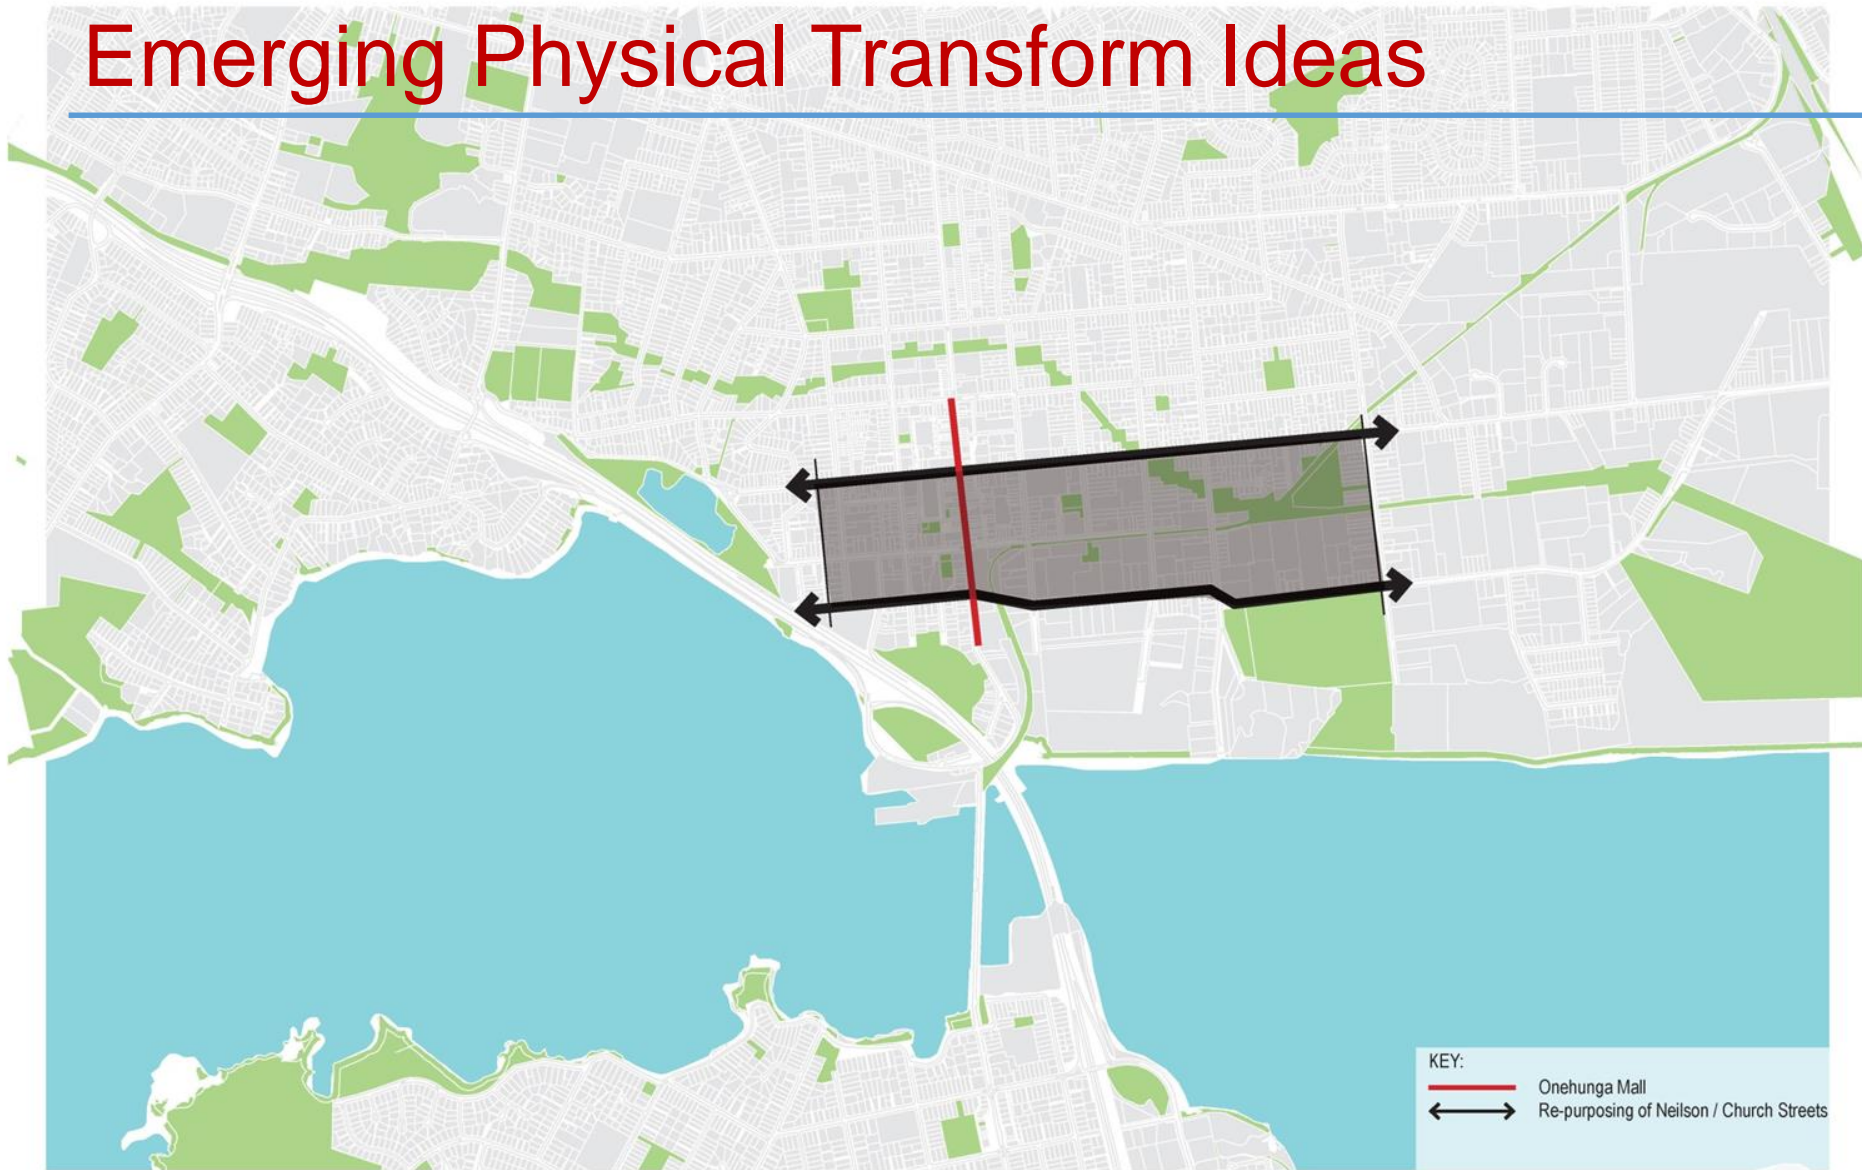 Emerging Physical Transform Ideas
KEY:
Onehunga Mall
Re-purposing of Neilson / Church Streets